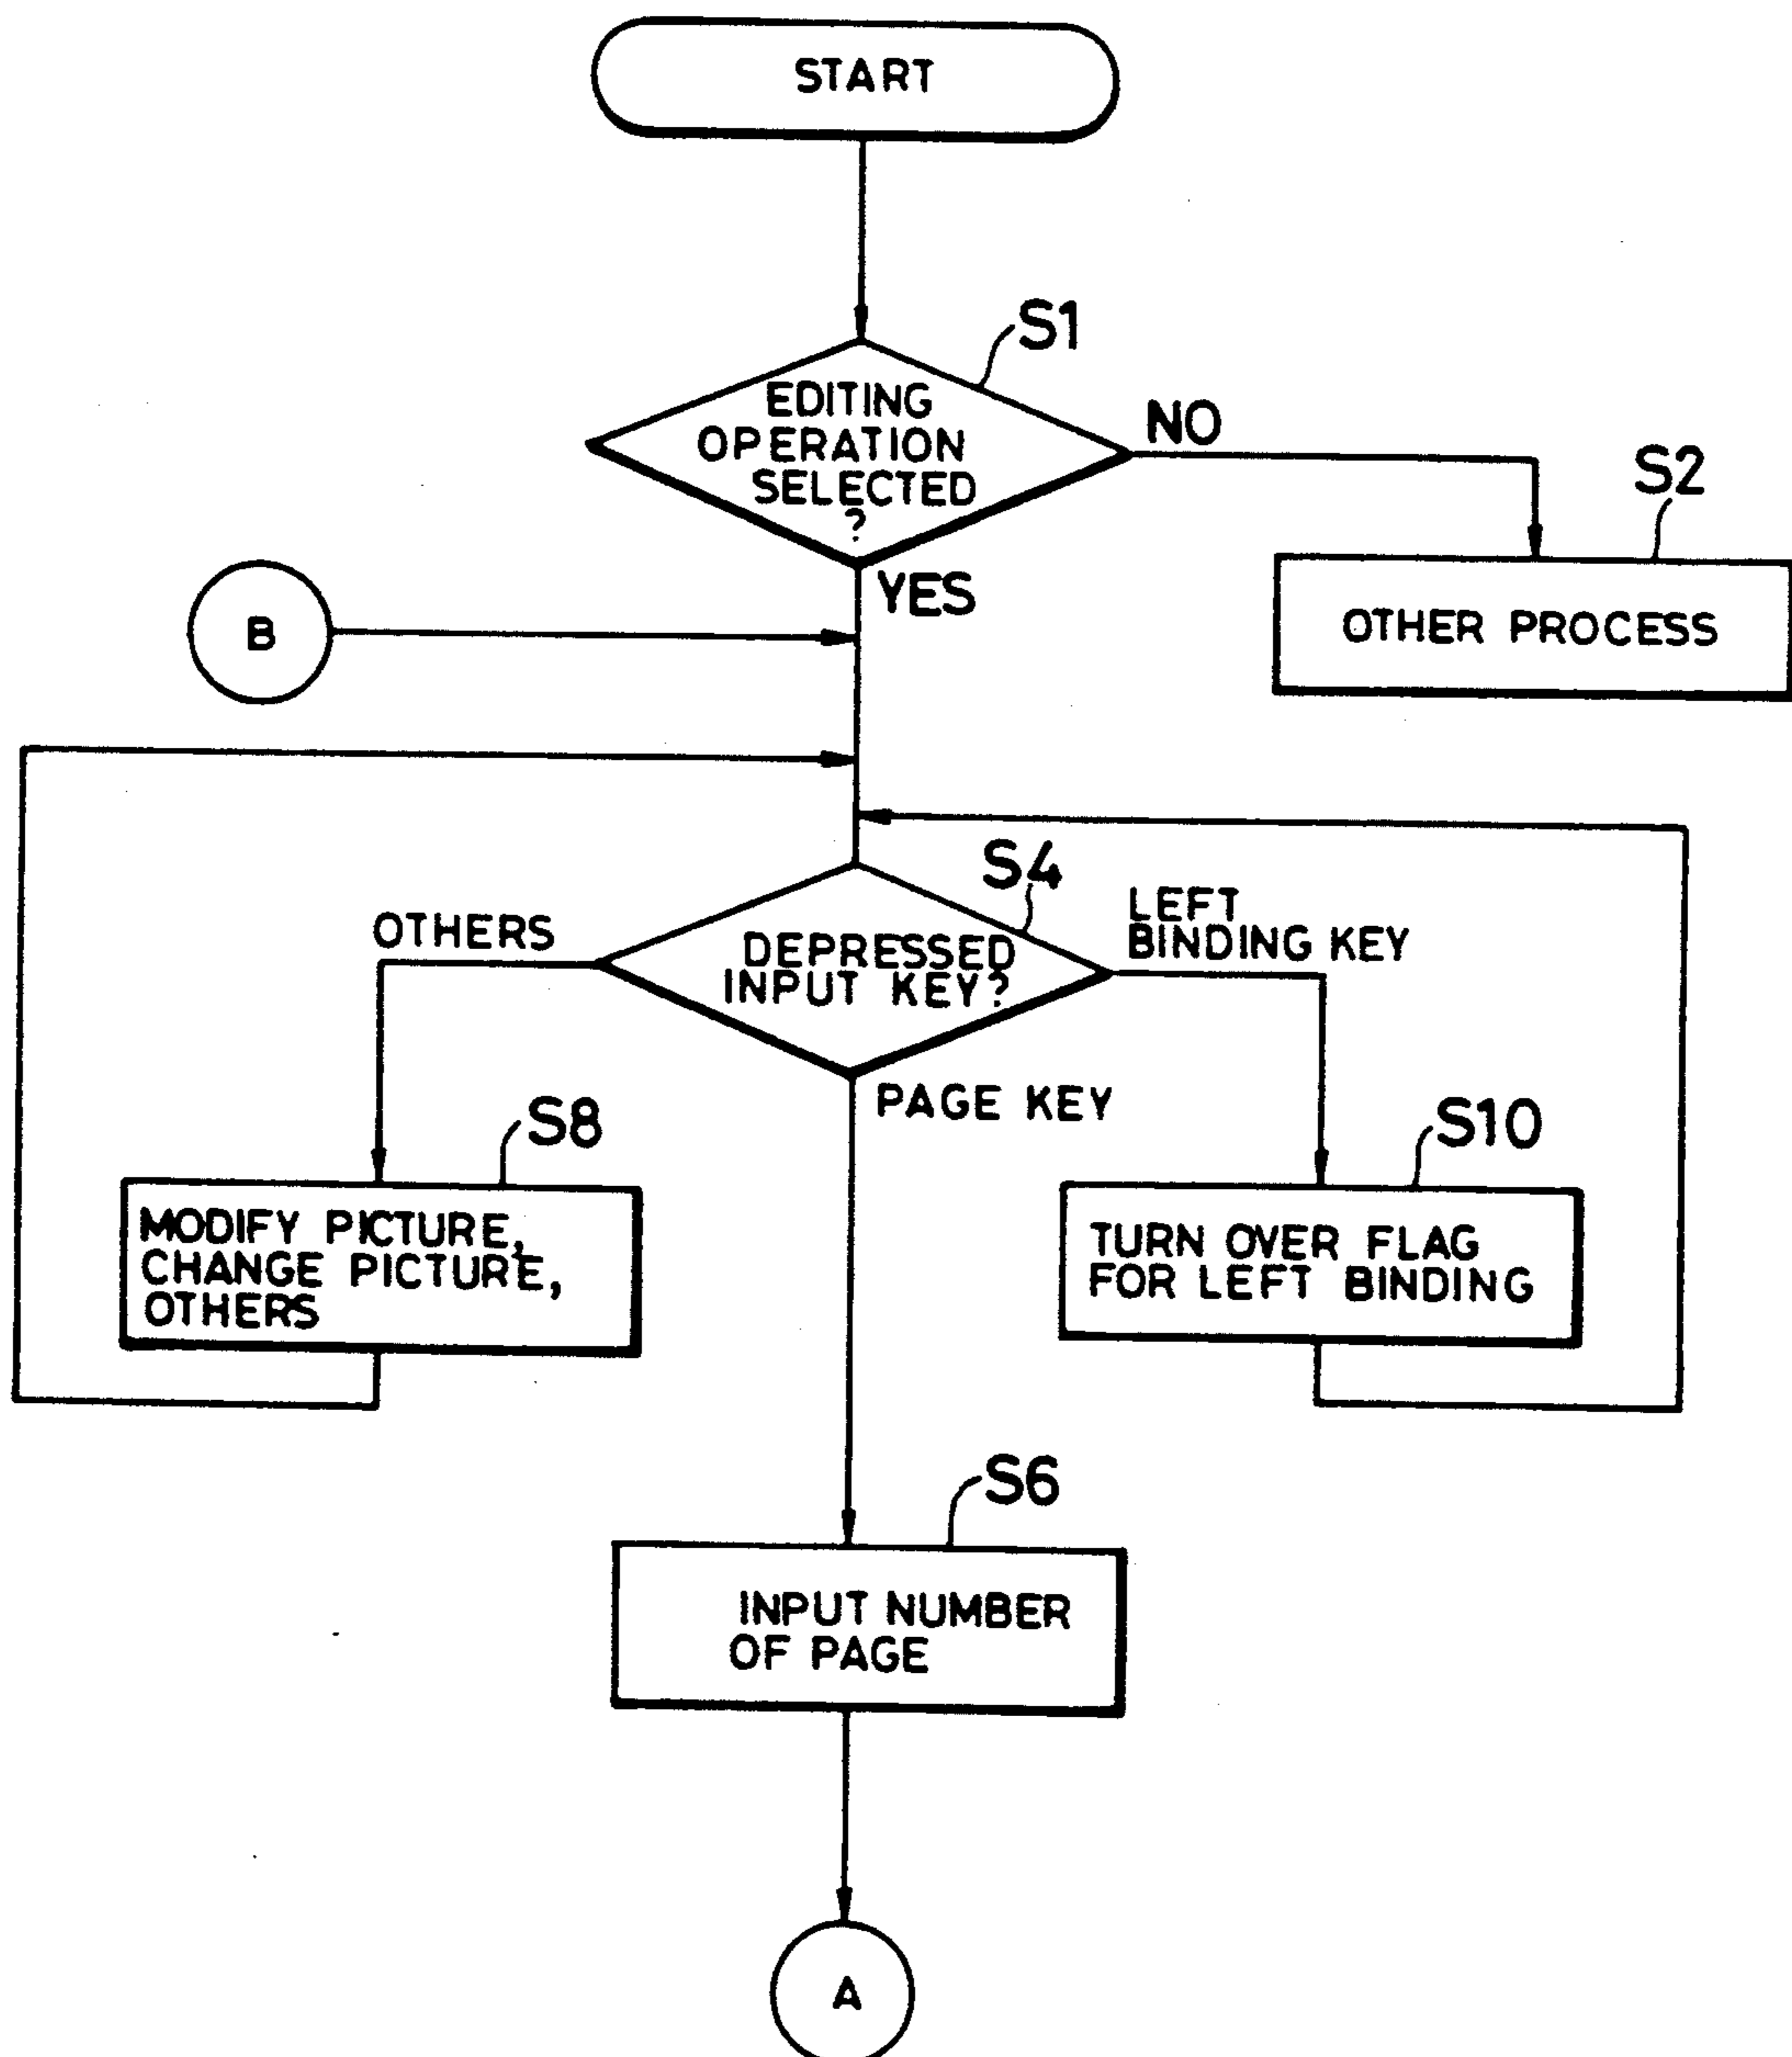 START
S1
EDITING
OPERATION
SELECTED
?
NO
S2
YES
OTHER PROCESS
B
S4
OTHERS
LEFT
BINDING KEY
DEPRESSED
INPUT KEY?
PAGE KEY
S8
S10
MODIFY PICTURE,
CHANGE PICTURE,
OTHERS
TURN OVER FLAG
FOR LEFT BINDING
S6
INPUT NUMBER
OF PAGE
A